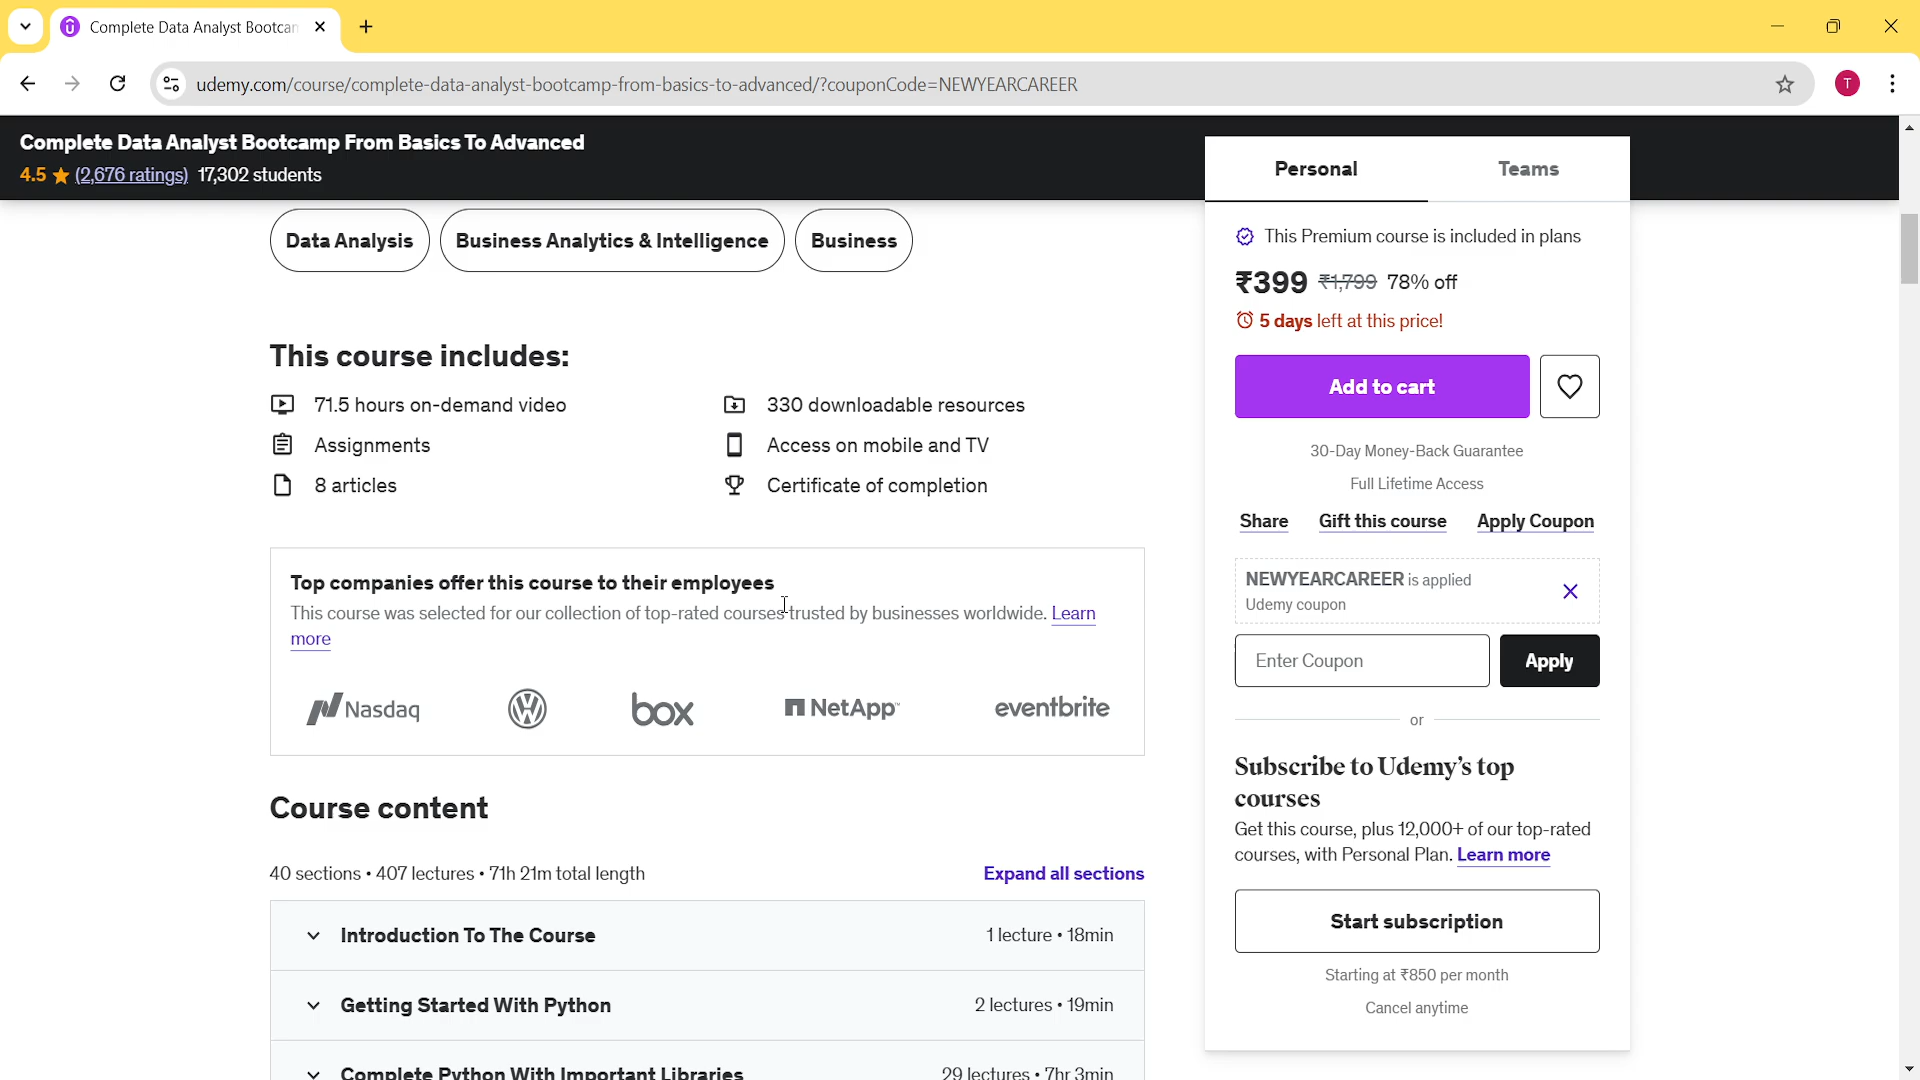 Complete Data Analyst Bootcar
udemy.com/course/complete-data-analyst-bootcamp-from-basics-to-advanced/?couponCode=NEWYEARCAREER
T
Complete Data Analyst Bootcamp From Basics To Advanced
4.5 ★ (2,676 ratings) 17,302 students
Data Analysis
Business Analytics & Intelligence
Business
This course includes:
71.5 hours on-demand video
330 downloadable resources
Assignments
Access on mobile and TV
8 articles
Certificate of completion
Top companies offer this course to their employees
This course was selected for our collection of top-rated courses trusted by businesses worldwide. Learn
more
Nasdaq
box
NetApp
eventbrite
Course content
40 sections • 407 lectures • 71h 21m total length
Expand all sections
Introduction To The Course
1 lecture • 18min
Getting Started With Python
2 lectures • 19min
Complete Python With Important Libraries
29 lectures • 7hr 3min
Personal
Teams
This Premium course is included in plans
₹399 ₹1,799 78% off
5 days left at this price!
Add to cart
30-Day Money-Back Guarantee
Full Lifetime Access
Share
Gift this course
Apply Coupon
NEWYEARCAREER is applied
Udemy coupon
Enter Coupon
Apply
or
Subscribe to Udemy’s top
courses
Get this course, plus 12,000+ of our top-rated
courses, with Personal Plan. Learn more
Start subscription
Starting at ₹850 per month
Cancel anytime